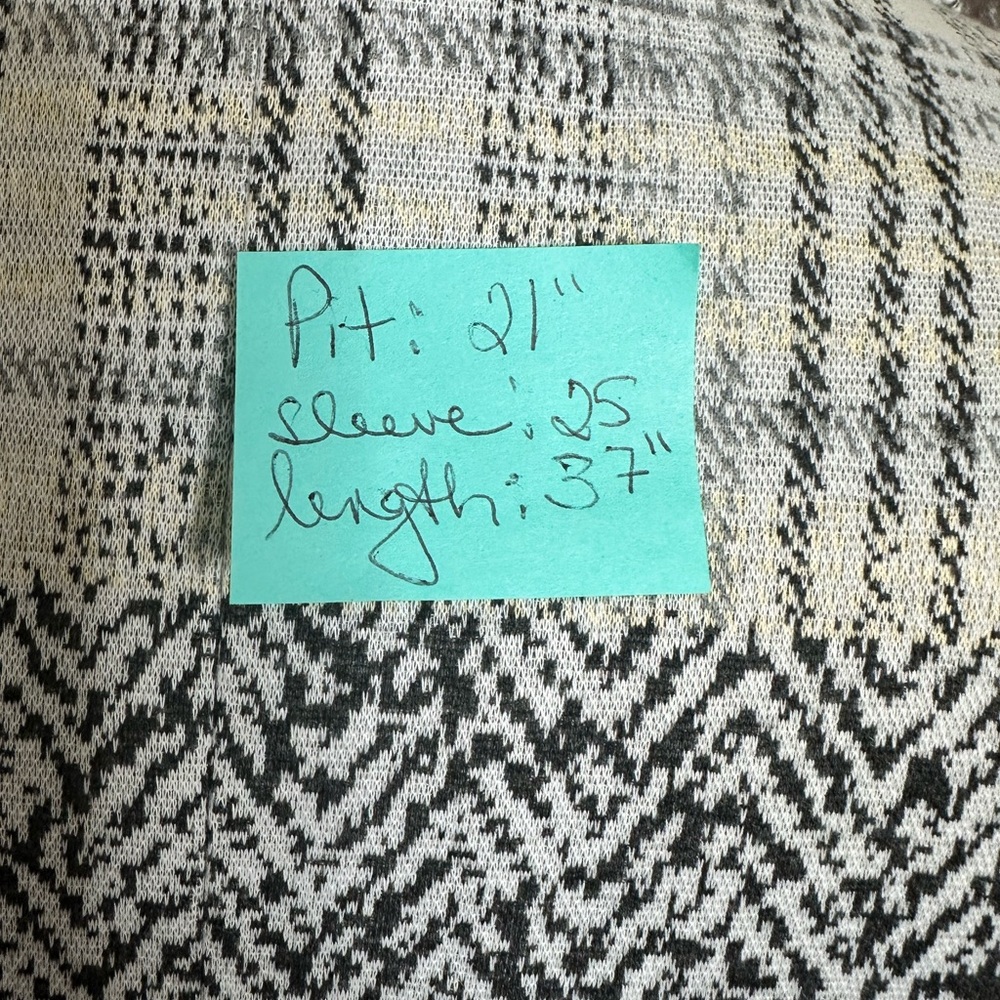 Pit: 21"
sleeve: 25
length: 37"